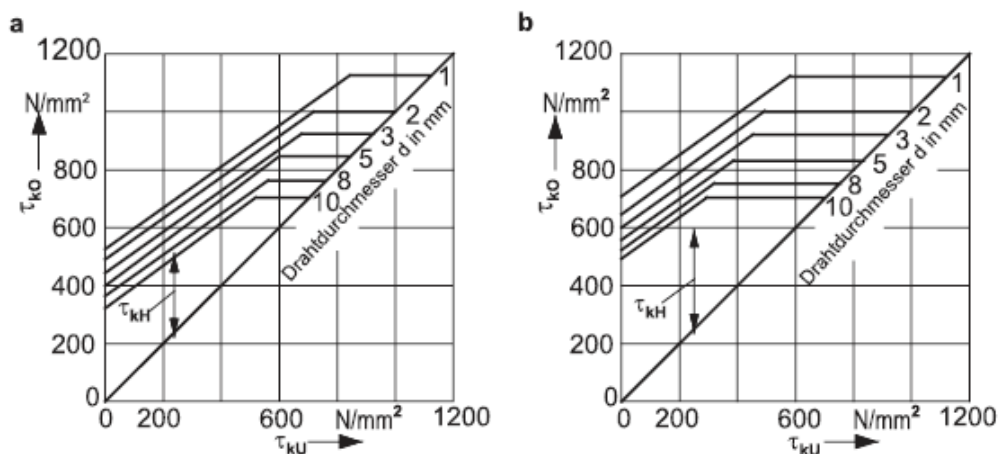 a
1200
N/mm²
800
τkO
600
400
τkH
200
0
0 200 600 N/mm² 1200
τkU
1
2
3
5
8
10
Drahtdurchmesser d in mm
b
1200
N/mm²
800
τkO
600
400
τkH
200
0
0 200 600 N/mm² 1200
τkU
1
2
3
5
8
10
Drahtdurchmesser d in mm